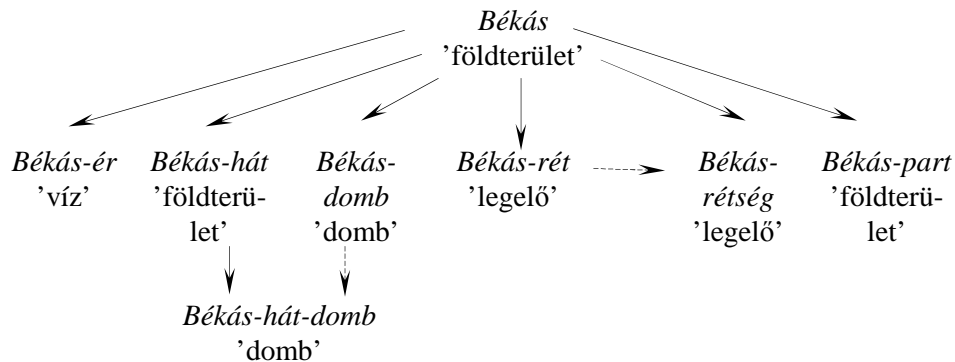 Békás
’földterület’
Békás-ér
'víz’
Békás-hát
'földterü-
let’
Békás-
domb
’domb’
Békás-rét
'legelő’
Békás-
rétség
’legelő’
Békás-part
’földterü-
let’
Békás-hát-domb
'domb’